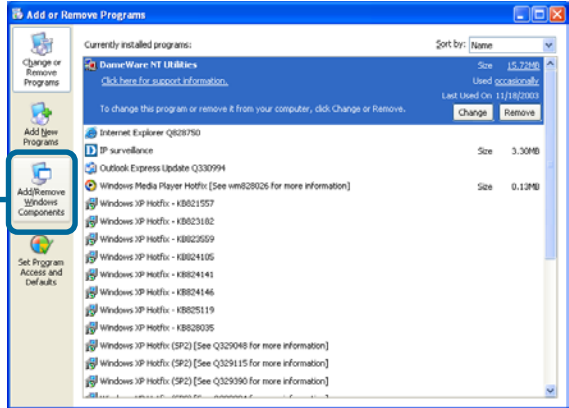 Add or Remove Programs
Change or
Remove
Programs
Add New
Programs
Add/Remove
Windows
Components
Set Program
Access and
Defaults
Currently installed programs:
Sort by: Name
DameWare NT Utilities
Size 15.72MB
Click here for support information.
Used occasionally
Last Used On 11/18/2003
To change this program or remove it from your computer, click Change or Remove.
Change Remove
Internet Explorer Q828750
IP surveillance Size 3.30MB
Outlook Express Update Q330994
Windows Media Player Hotfix [See wm828026 for more information] Size 0.13MB
Windows XP Hotfix - KB821557
Windows XP Hotfix - KB823182
Windows XP Hotfix - KB823559
Windows XP Hotfix - KB824105
Windows XP Hotfix - KB824141
Windows XP Hotfix - KB824146
Windows XP Hotfix - KB825119
Windows XP Hotfix - KB828035
Windows XP Hotfix (SP2) [See Q329048 for more information]
Windows XP Hotfix (SP2) [See Q329115 for more information]
Windows XP Hotfix (SP2) [See Q329390 for more information]